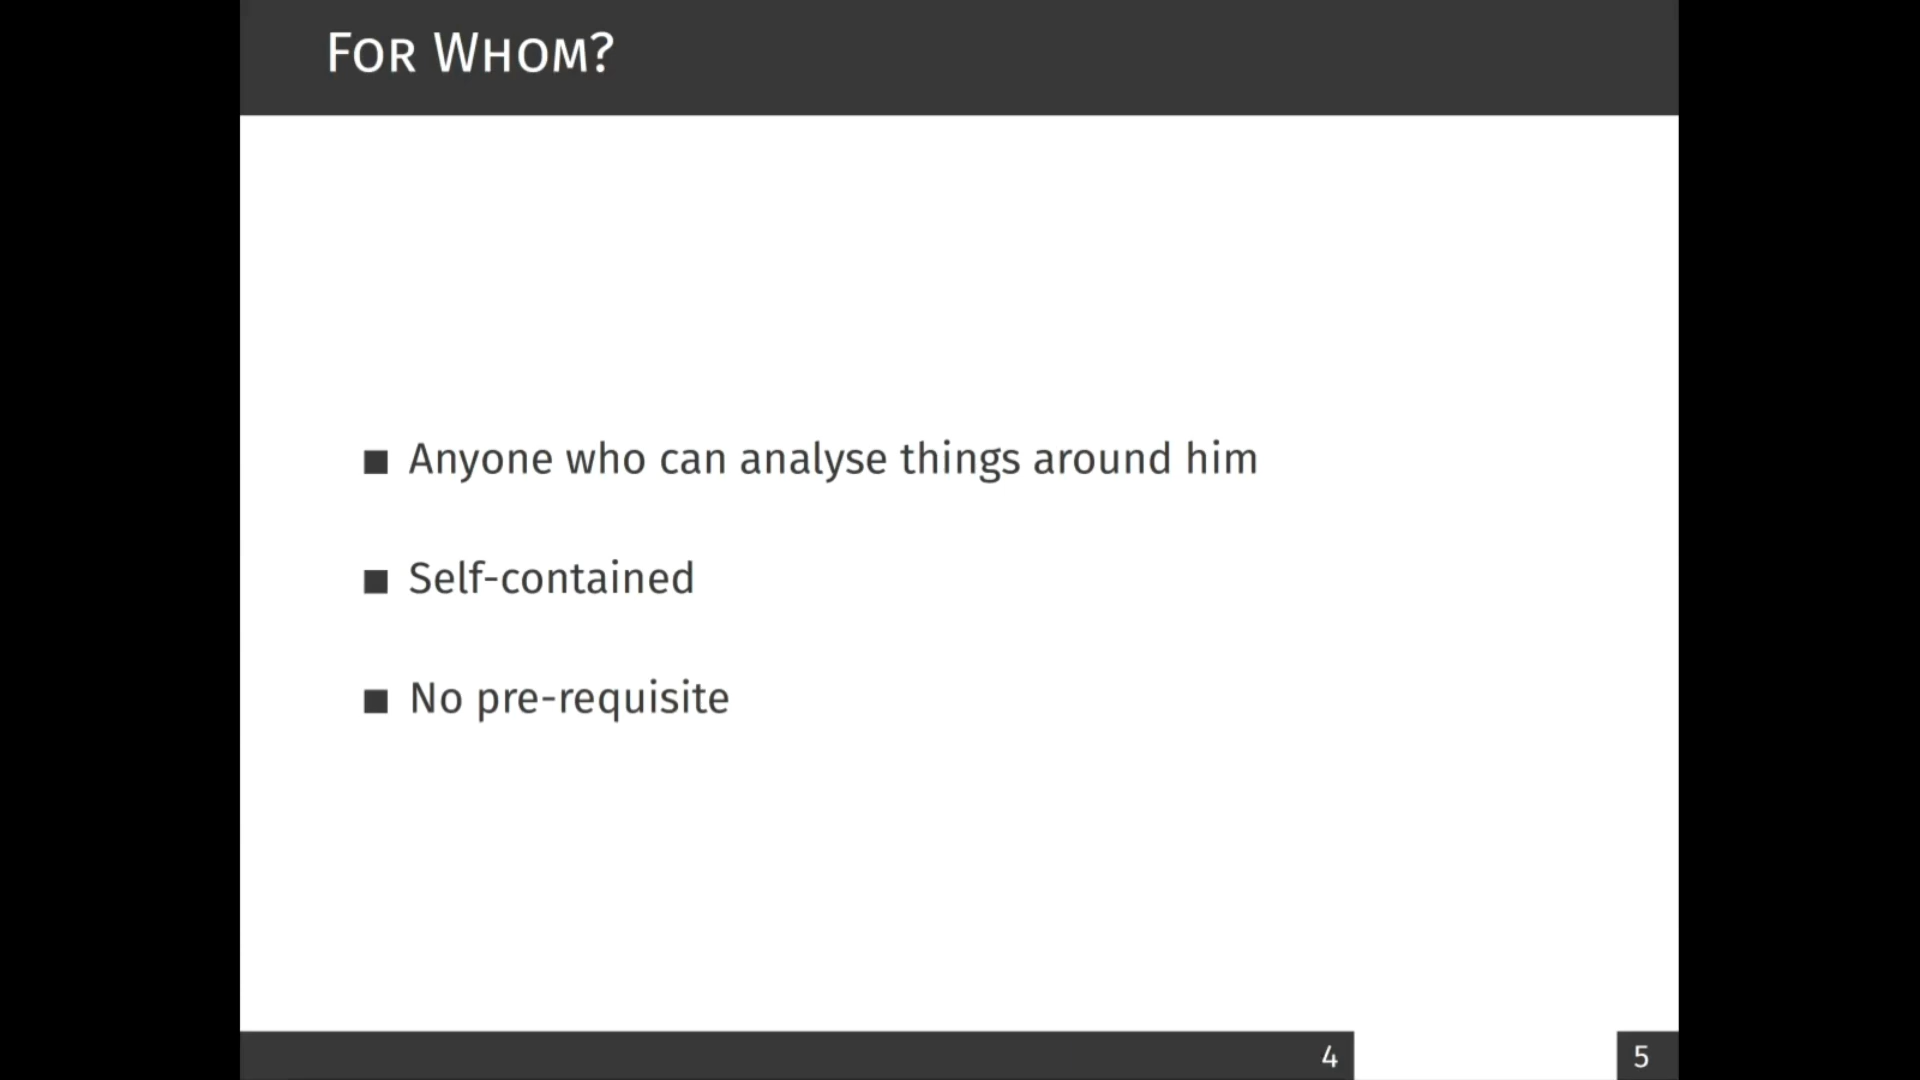 For Whom?
Anyone who can analyse things around him
Self-contained
No pre-requisite
4
5